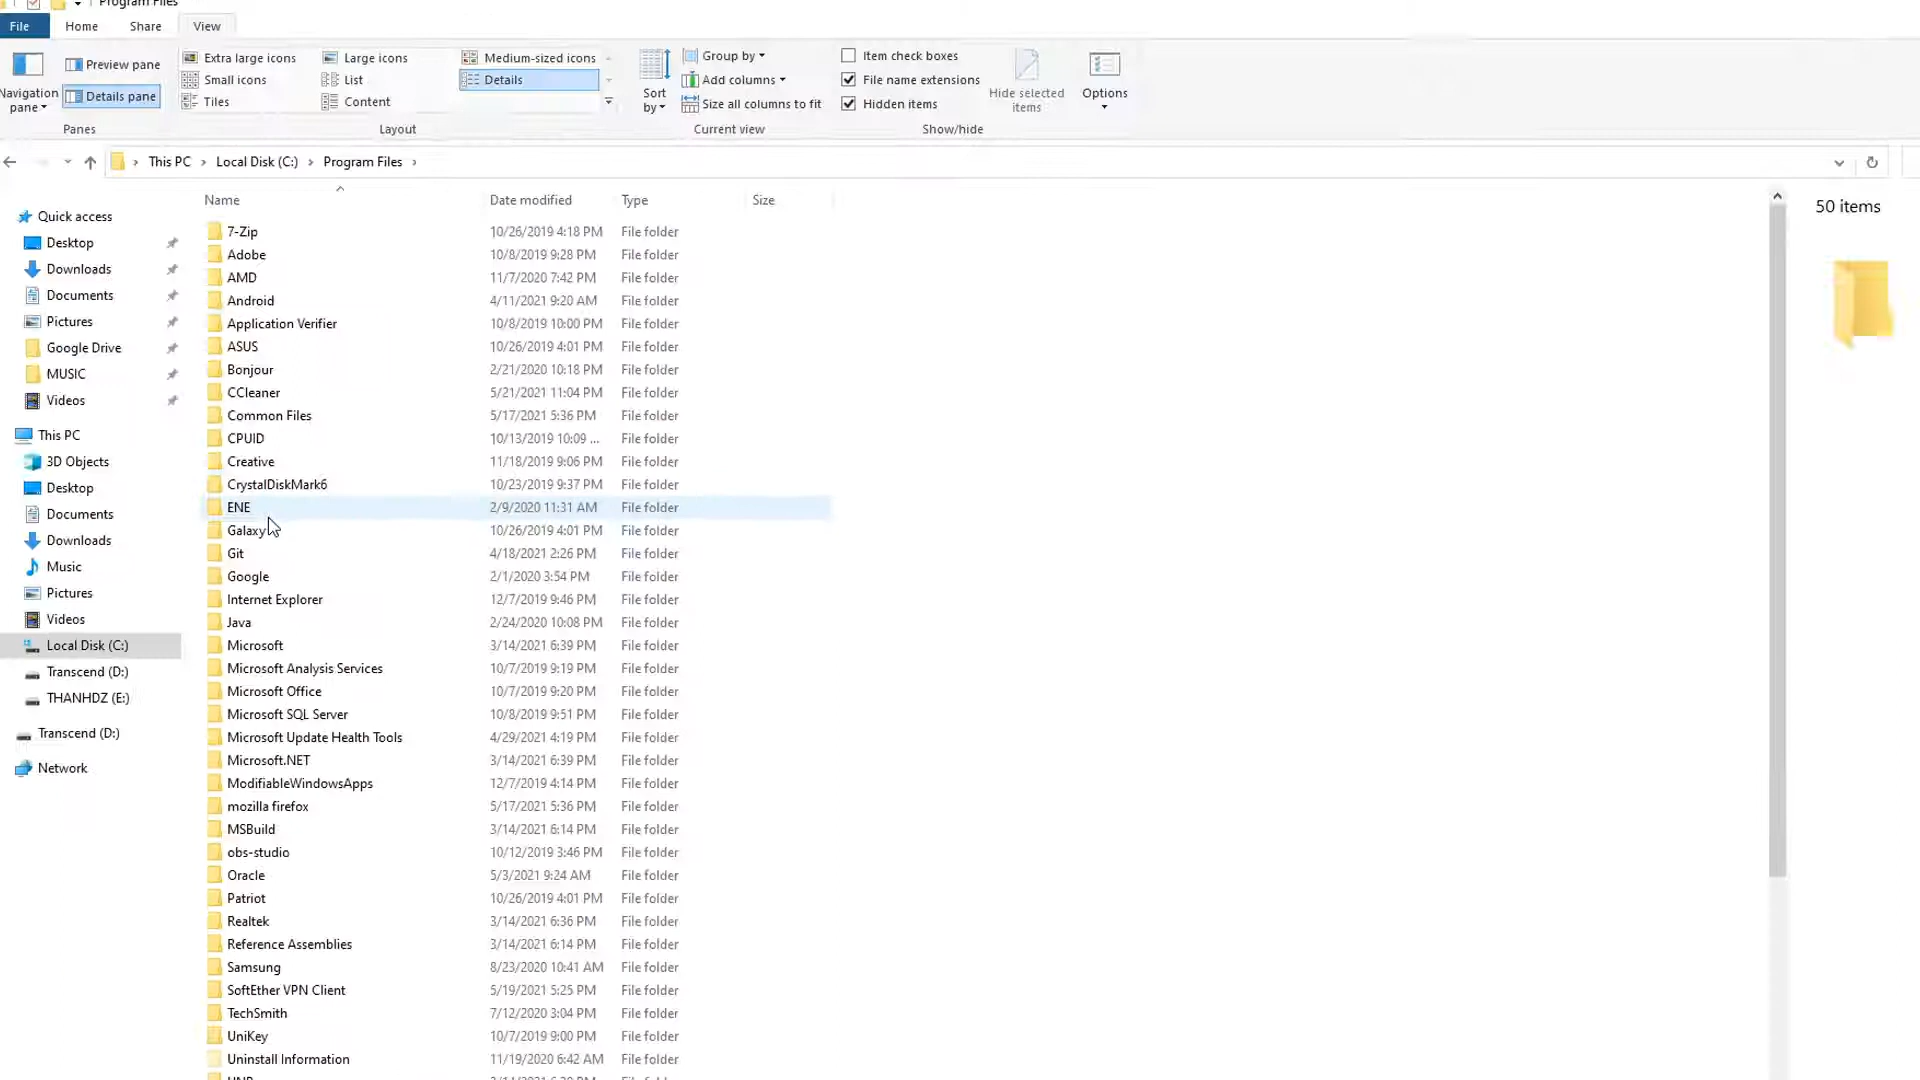 Program Files
File Home Share View
Preview pane
Navigation pane
Details pane
Panes
Extra large icons Large icons Medium-sized icons
Small icons List Details
Tiles Content
Layout
Sort by
Group by
Add columns
Size all columns to fit
Current view
Item check boxes
File name extensions
Hidden items
Hide selected items
Show/hide
Options
This PC Local Disk (C:) Program Files
Quick access
Desktop
Downloads
Documents
Pictures
Google Drive
MUSIC
Videos
This PC
3D Objects
Desktop
Documents
Downloads
Music
Pictures
Videos
Local Disk (C:)
Transcend (D:)
THANHDZ (E:)
Transcend (D:)
Network
Name Date modified Type Size
7-Zip 10/26/2019 4:18 PM File folder
Adobe 10/8/2019 9:28 PM File folder
AMD 11/7/2020 7:42 PM File folder
Android 4/11/2021 9:20 AM File folder
Application Verifier 10/8/2019 10:00 PM File folder
ASUS 10/26/2019 4:01 PM File folder
Bonjour 2/21/2020 10:18 PM File folder
CCleaner 5/21/2021 11:04 PM File folder
Common Files 5/17/2021 5:36 PM File folder
CPUID 10/13/2019 10:09 ... File folder
Creative 11/18/2019 9:06 PM File folder
CrystalDiskMark6 10/23/2019 9:37 PM File folder
ENE 2/9/2020 11:31 AM File folder
Galaxy 10/26/2019 4:01 PM File folder
Git 4/18/2021 2:26 PM File folder
Google 2/1/2020 3:54 PM File folder
Internet Explorer 12/7/2019 9:46 PM File folder
Java 2/24/2020 10:08 PM File folder
Microsoft 3/14/2021 6:39 PM File folder
Microsoft Analysis Services 10/7/2019 9:19 PM File folder
Microsoft Office 10/7/2019 9:20 PM File folder
Microsoft SQL Server 10/8/2019 9:51 PM File folder
Microsoft Update Health Tools 4/29/2021 4:19 PM File folder
Microsoft.NET 3/14/2021 6:39 PM File folder
ModifiableWindowsApps 12/7/2019 4:14 PM File folder
mozilla firefox 5/17/2021 5:36 PM File folder
MSBuild 3/14/2021 6:14 PM File folder
obs-studio 10/12/2019 3:46 PM File folder
Oracle 5/3/2021 9:24 AM File folder
Patriot 10/26/2019 4:01 PM File folder
Realtek 3/14/2021 6:36 PM File folder
Reference Assemblies 3/14/2021 6:14 PM File folder
Samsung 8/23/2020 10:41 AM File folder
SoftEther VPN Client 5/19/2021 5:25 PM File folder
TechSmith 7/12/2020 3:04 PM File folder
UniKey 10/7/2019 9:00 PM File folder
Uninstall Information 11/19/2020 6:42 AM File folder
50 items